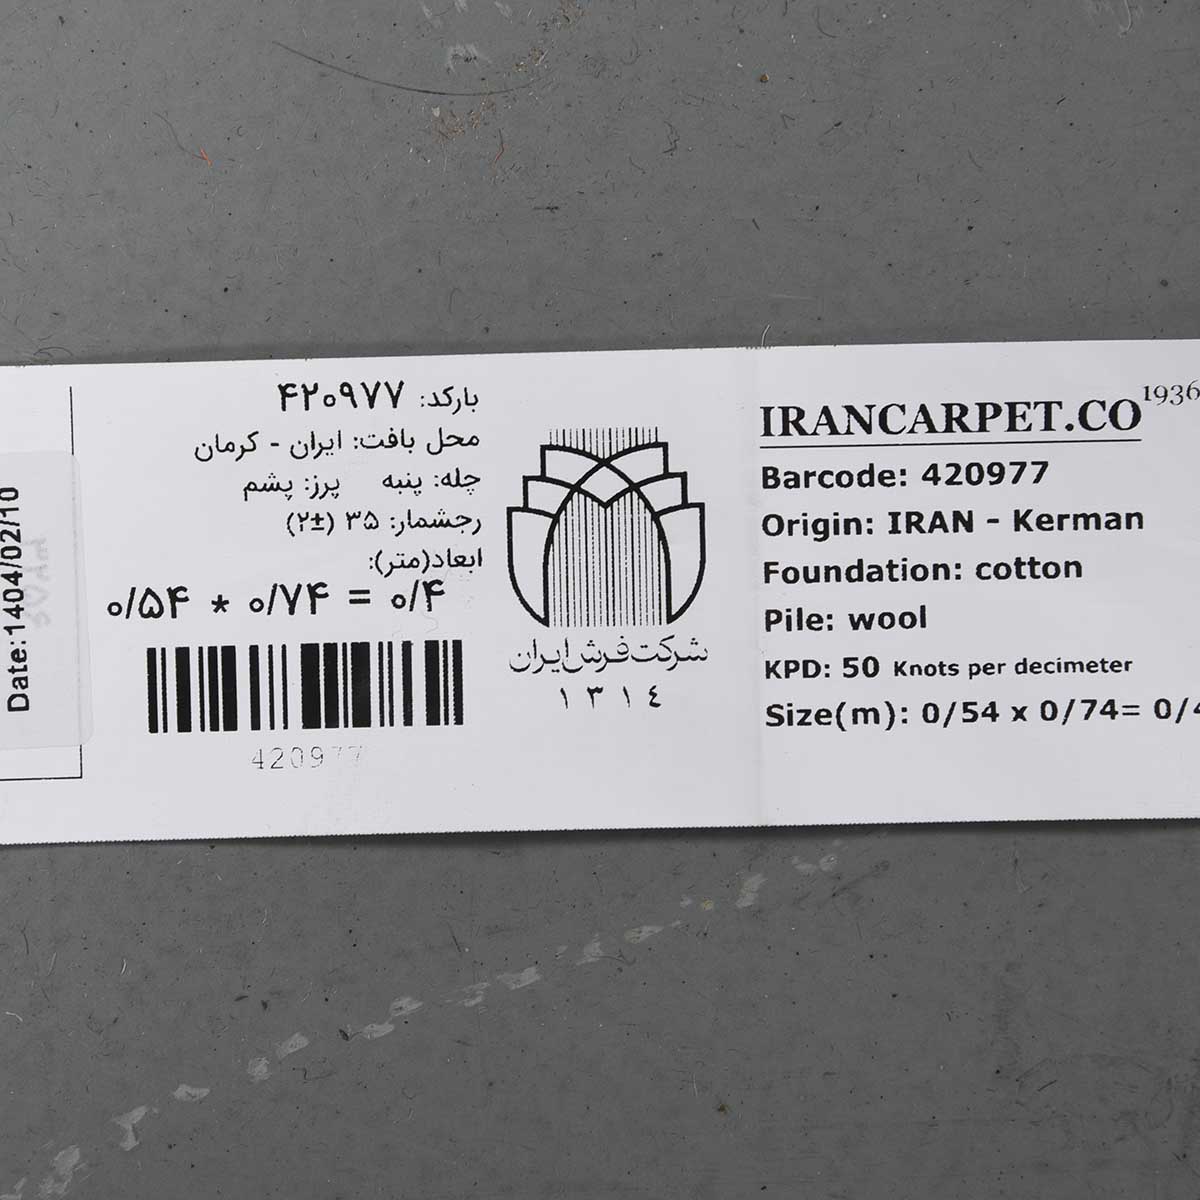 Date:1404/02/10
بارکد: ۴۲۰۹۷۷
محل بافت: ایران - کرمان
چله: پنبه پرز: پشم
رجشمار: ۳۵ (±۲)
ابعاد(متر):
۰/۵۴ * ۰/۷۴ = ۰/۴
420977
شرکت فرش ایران
١٣١٤
1936
IRANCARPET.CO
Barcode: 420977
Origin: IRAN - Kerman
Foundation: cotton
Pile: wool
KPD: 50 Knots per decimeter
Size(m): 0/54 x 0/74= 0/4